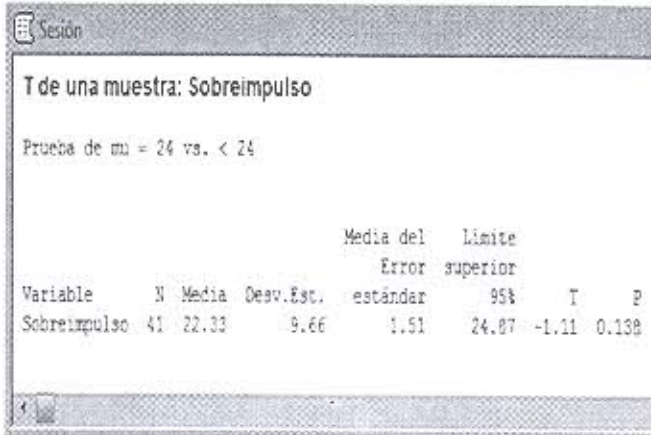 Sesión
T de una muestra: Sobreimpulso
Prueba de mu = 24 vs. < 24
Media del Límite
Error superior
Variable N Media Desv.Est. estándar 95% T P
Sobreimpulso 41 22.33 9.66 1.51 24.87 -1.11 0.138